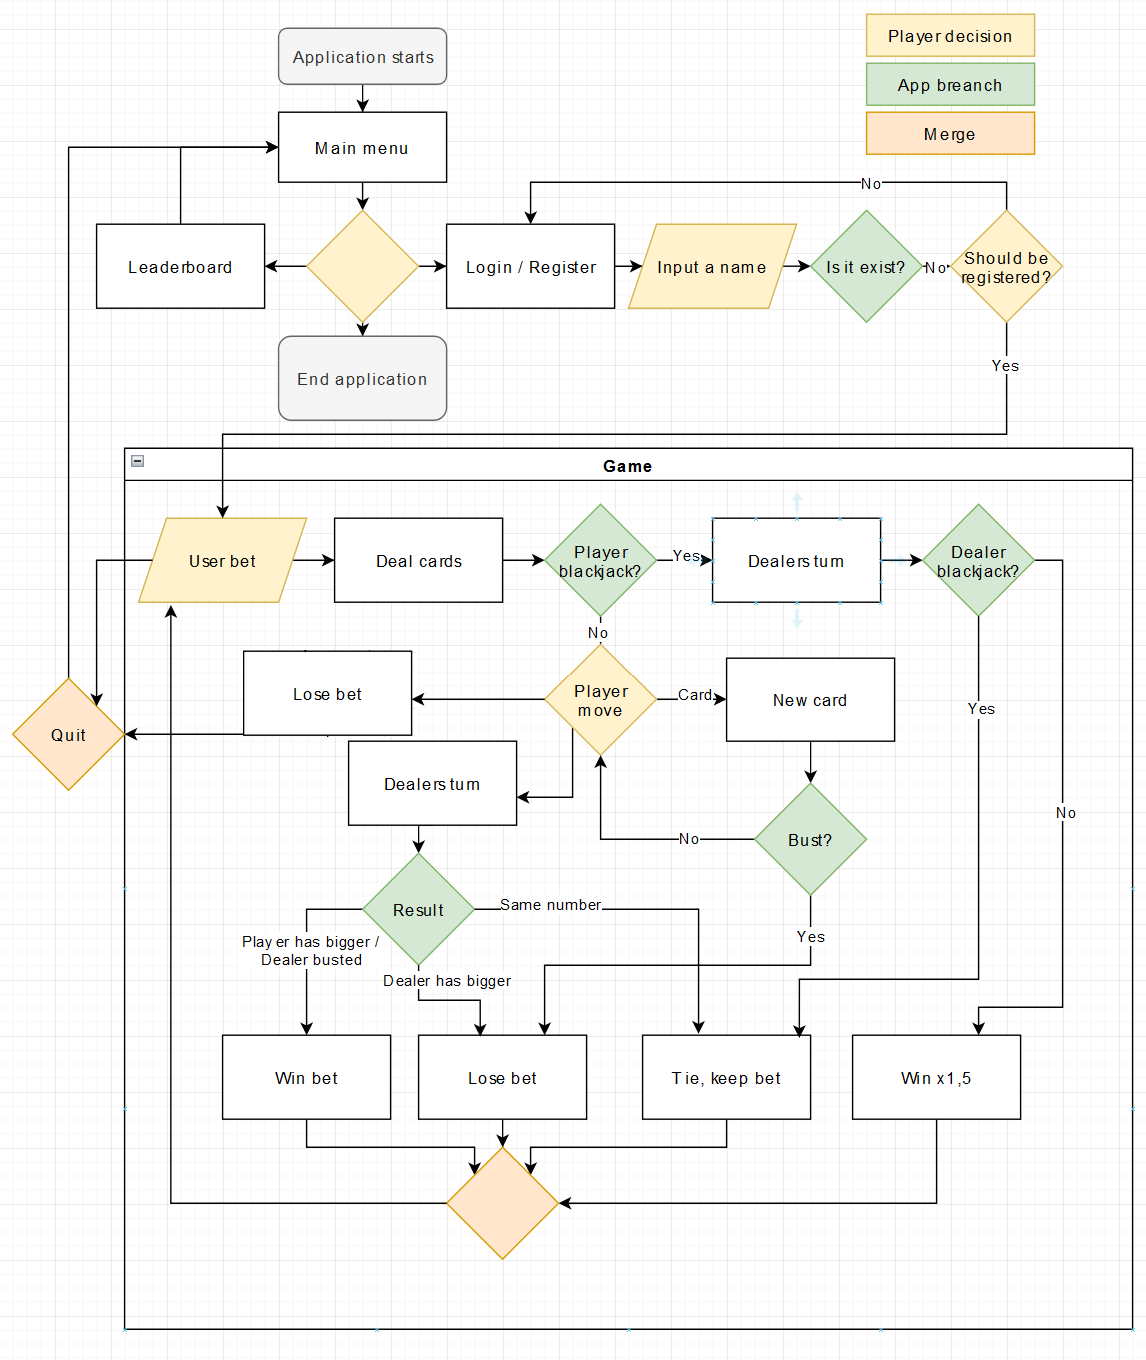 Application starts
Player decision
App breanch
Merge
Main menu
No
Leaderboard
Login / Register
Input a name
Is it exist?
No
Should be
registered?
End application
Yes
Game
User bet
Deal cards
Player
blackjack?
Yes
Dealers turn
Dealer
blackjack?
No
Lose bet
Player
move
Card
New card
Yes
Quit
Dealers turn
No
Bust?
No
Result
Same number
Player has bigger /
Dealer busted
Yes
Dealer has bigger
Win bet
Lose bet
Tie, keep bet
Win x1,5